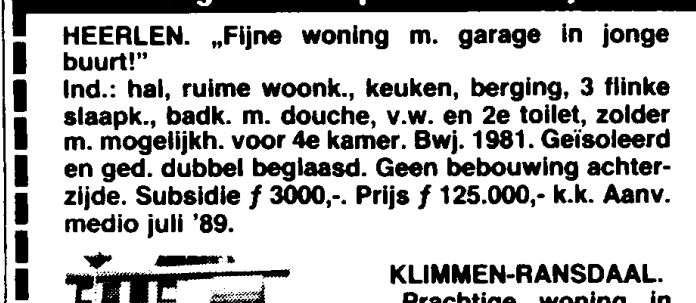 HEERLEN. „Fijne woning m. garage in jonge
buurt!”
Ind.: hal, ruime woonk., keuken, berging, 3 flinke
slaapk., badk. m. douche, v.w. en 2e toilet, zolder
m. mogelijkh. voor 4e kamer. Bwj. 1981. Geïsoleerd
en ged. dubbel beglaasd. Geen bebouwing achter-
zijde. Subsidie ƒ 3000,-. Prijs ƒ 125.000,- k.k. Aanv.
medio juli '89.
KLIMMEN-RANSDAAL.
Prachtige woning in